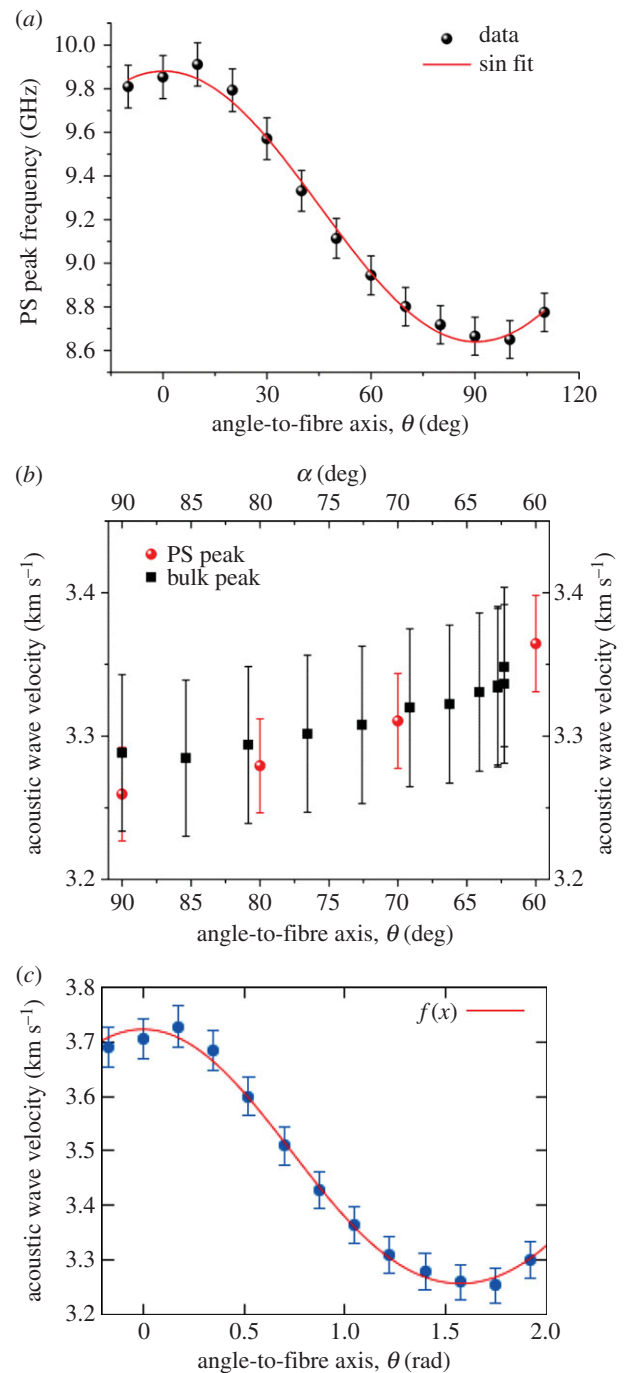 (a)
10.0
9.8
9.6
9.4
9.2
9.0
8.8
8.6
PS peak frequency (GHz)
data
sin fit
0 30 60 90 120
angle-to-fibre axis, θ (deg)
(b)
α (deg)
90 85 80 75 70 65 60
PS peak
bulk peak
3.4
3.3
3.2
acoustic wave velocity (km s⁻¹)
3.4
3.3
3.2
acoustic wave velocity (km s⁻¹)
90 80 70 65 60
angle-to-fibre axis, θ (deg)
(c)
3.8
3.7
3.6
3.5
3.4
3.3
3.2
acoustic wave velocity (km s⁻¹)
f(x)
0 0.5 1.0 1.5 2.0
angle-to-fibre axis, θ (rad)